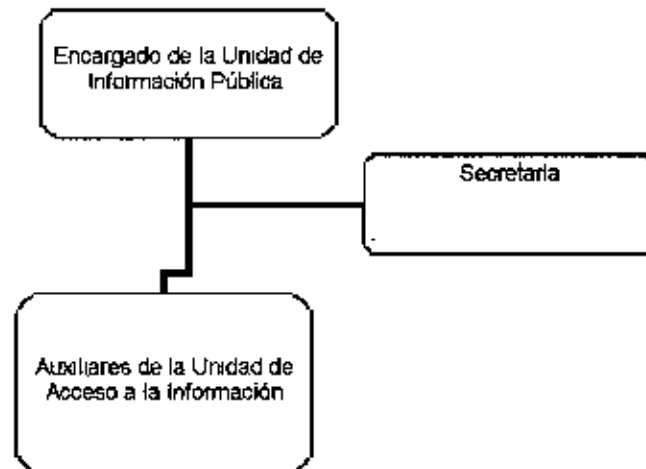 Encargado de la Unidad de
Información Pública
Secretaria
Auxiliares de la Unidad de
Acceso a la Información